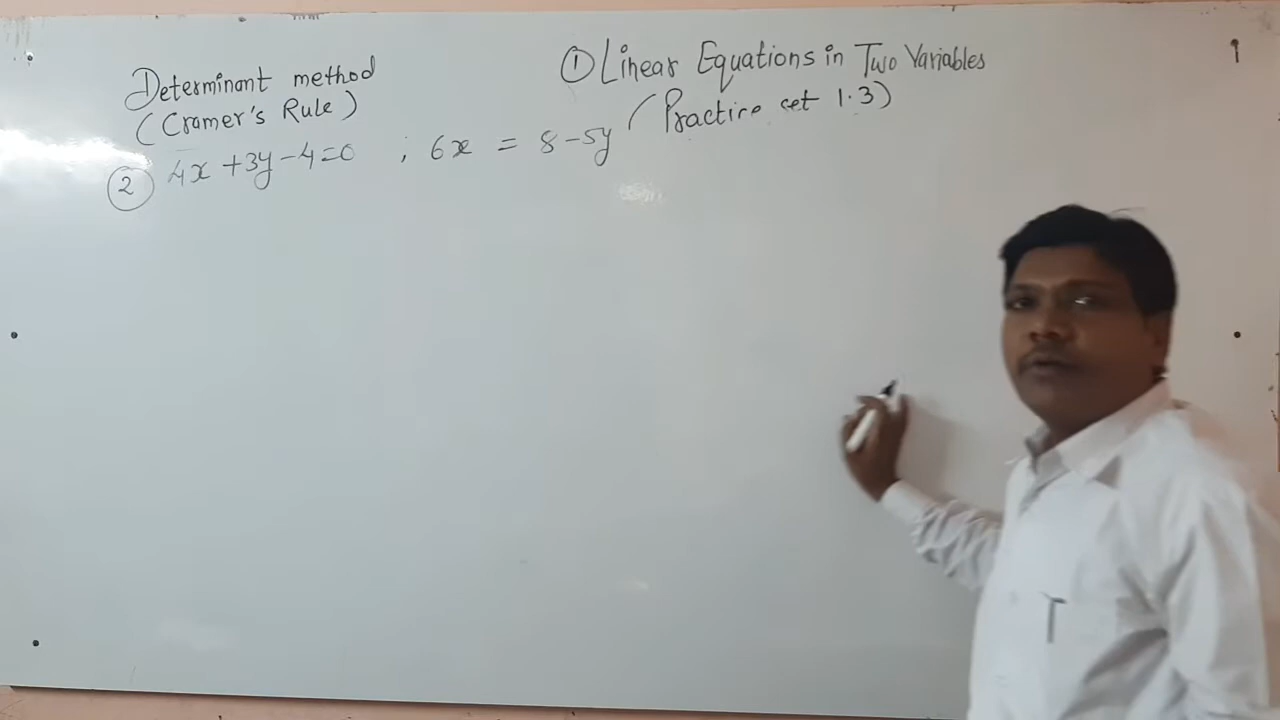 Determinant method
(Cramer's Rule)
① Linear Equations in Two Variables
(Practice set 1.3)
② 4x + 3y - 4 = 0 ; 6x = 8 - 5y